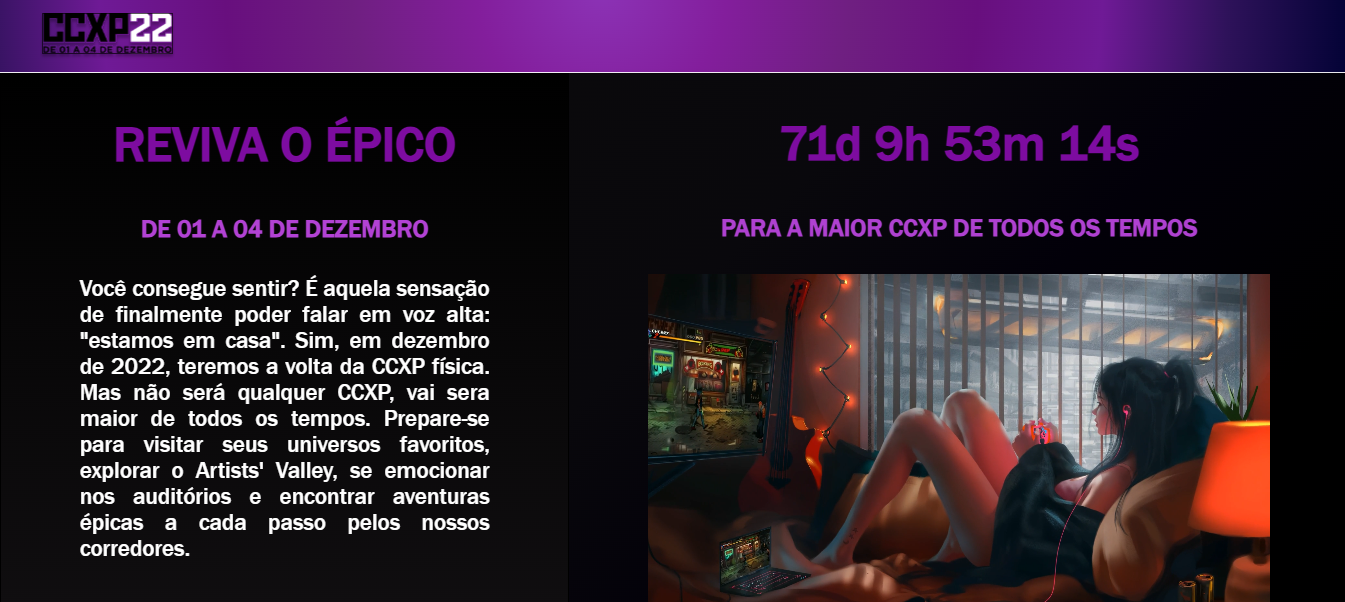 CCXP22
DE 01 A 04 DE DEZEMBRO
REVIVA O ÉPICO
DE 01 A 04 DE DEZEMBRO
Você consegue sentir? É aquela sensação
de finalmente poder falar em voz alta:
"estamos em casa". Sim, em dezembro
de 2022, teremos a volta da CCXP física.
Mas não será qualquer CCXP, vai sera
maior de todos os tempos. Prepare-se
para visitar seus universos favoritos,
explorar o Artists' Valley, se emocionar
nos auditórios e encontrar aventuras
épicas a cada passo pelos nossos
corredores.
71d 9h 53m 14s
PARA A MAIOR CCXP DE TODOS OS TEMPOS